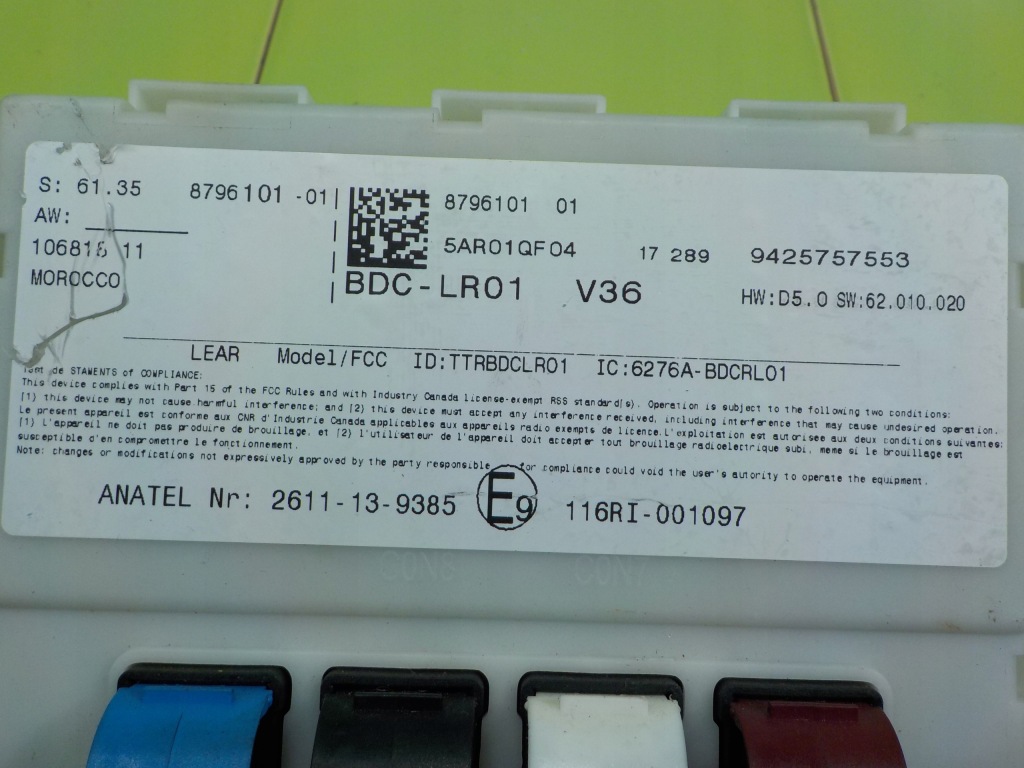 S: 61.35 8796101 -01
AW:
106818 11
MOROCCO
8796101 01
5AR01QF04 17 289 9425757553
BDC-LR01 V36 HW:D5.0 SW:62.010.020
LEAR Model/FCC ID:TTRBDCLR01 IC:6276A-BDCRL01
de STAMENTS of COMPLIANCE:
This device complies with Part 15 of the FCC Rules and with Industry Canada license-exempt RSS standard(s). Operation is subject to the following two conditions:
(1) this device may not cause harmful interference; and (2) this device must accept any interference received, including interference that may cause undesired operation.
Le present appareil est conforme aux CNR d'Industrie Canada applicables aux appareils radio exempts de licence.L'exploitation est autorisee aux deux conditions suivantes:
(1) L'appareil ne doit pas produire de brouillage, et (2) l'utilisateur de l'appareil doit accepter tout brouillage radioelectrique subi, meme si le brouillage est
susceptible d'en compromettre le fonctionnement.
Note: changes or modifications not expressively approved by the party responsible for compliance could void the user's autority to operate the equipment.
ANATEL Nr: 2611-13-9385 E9 116RI-001097
CON6 CON7